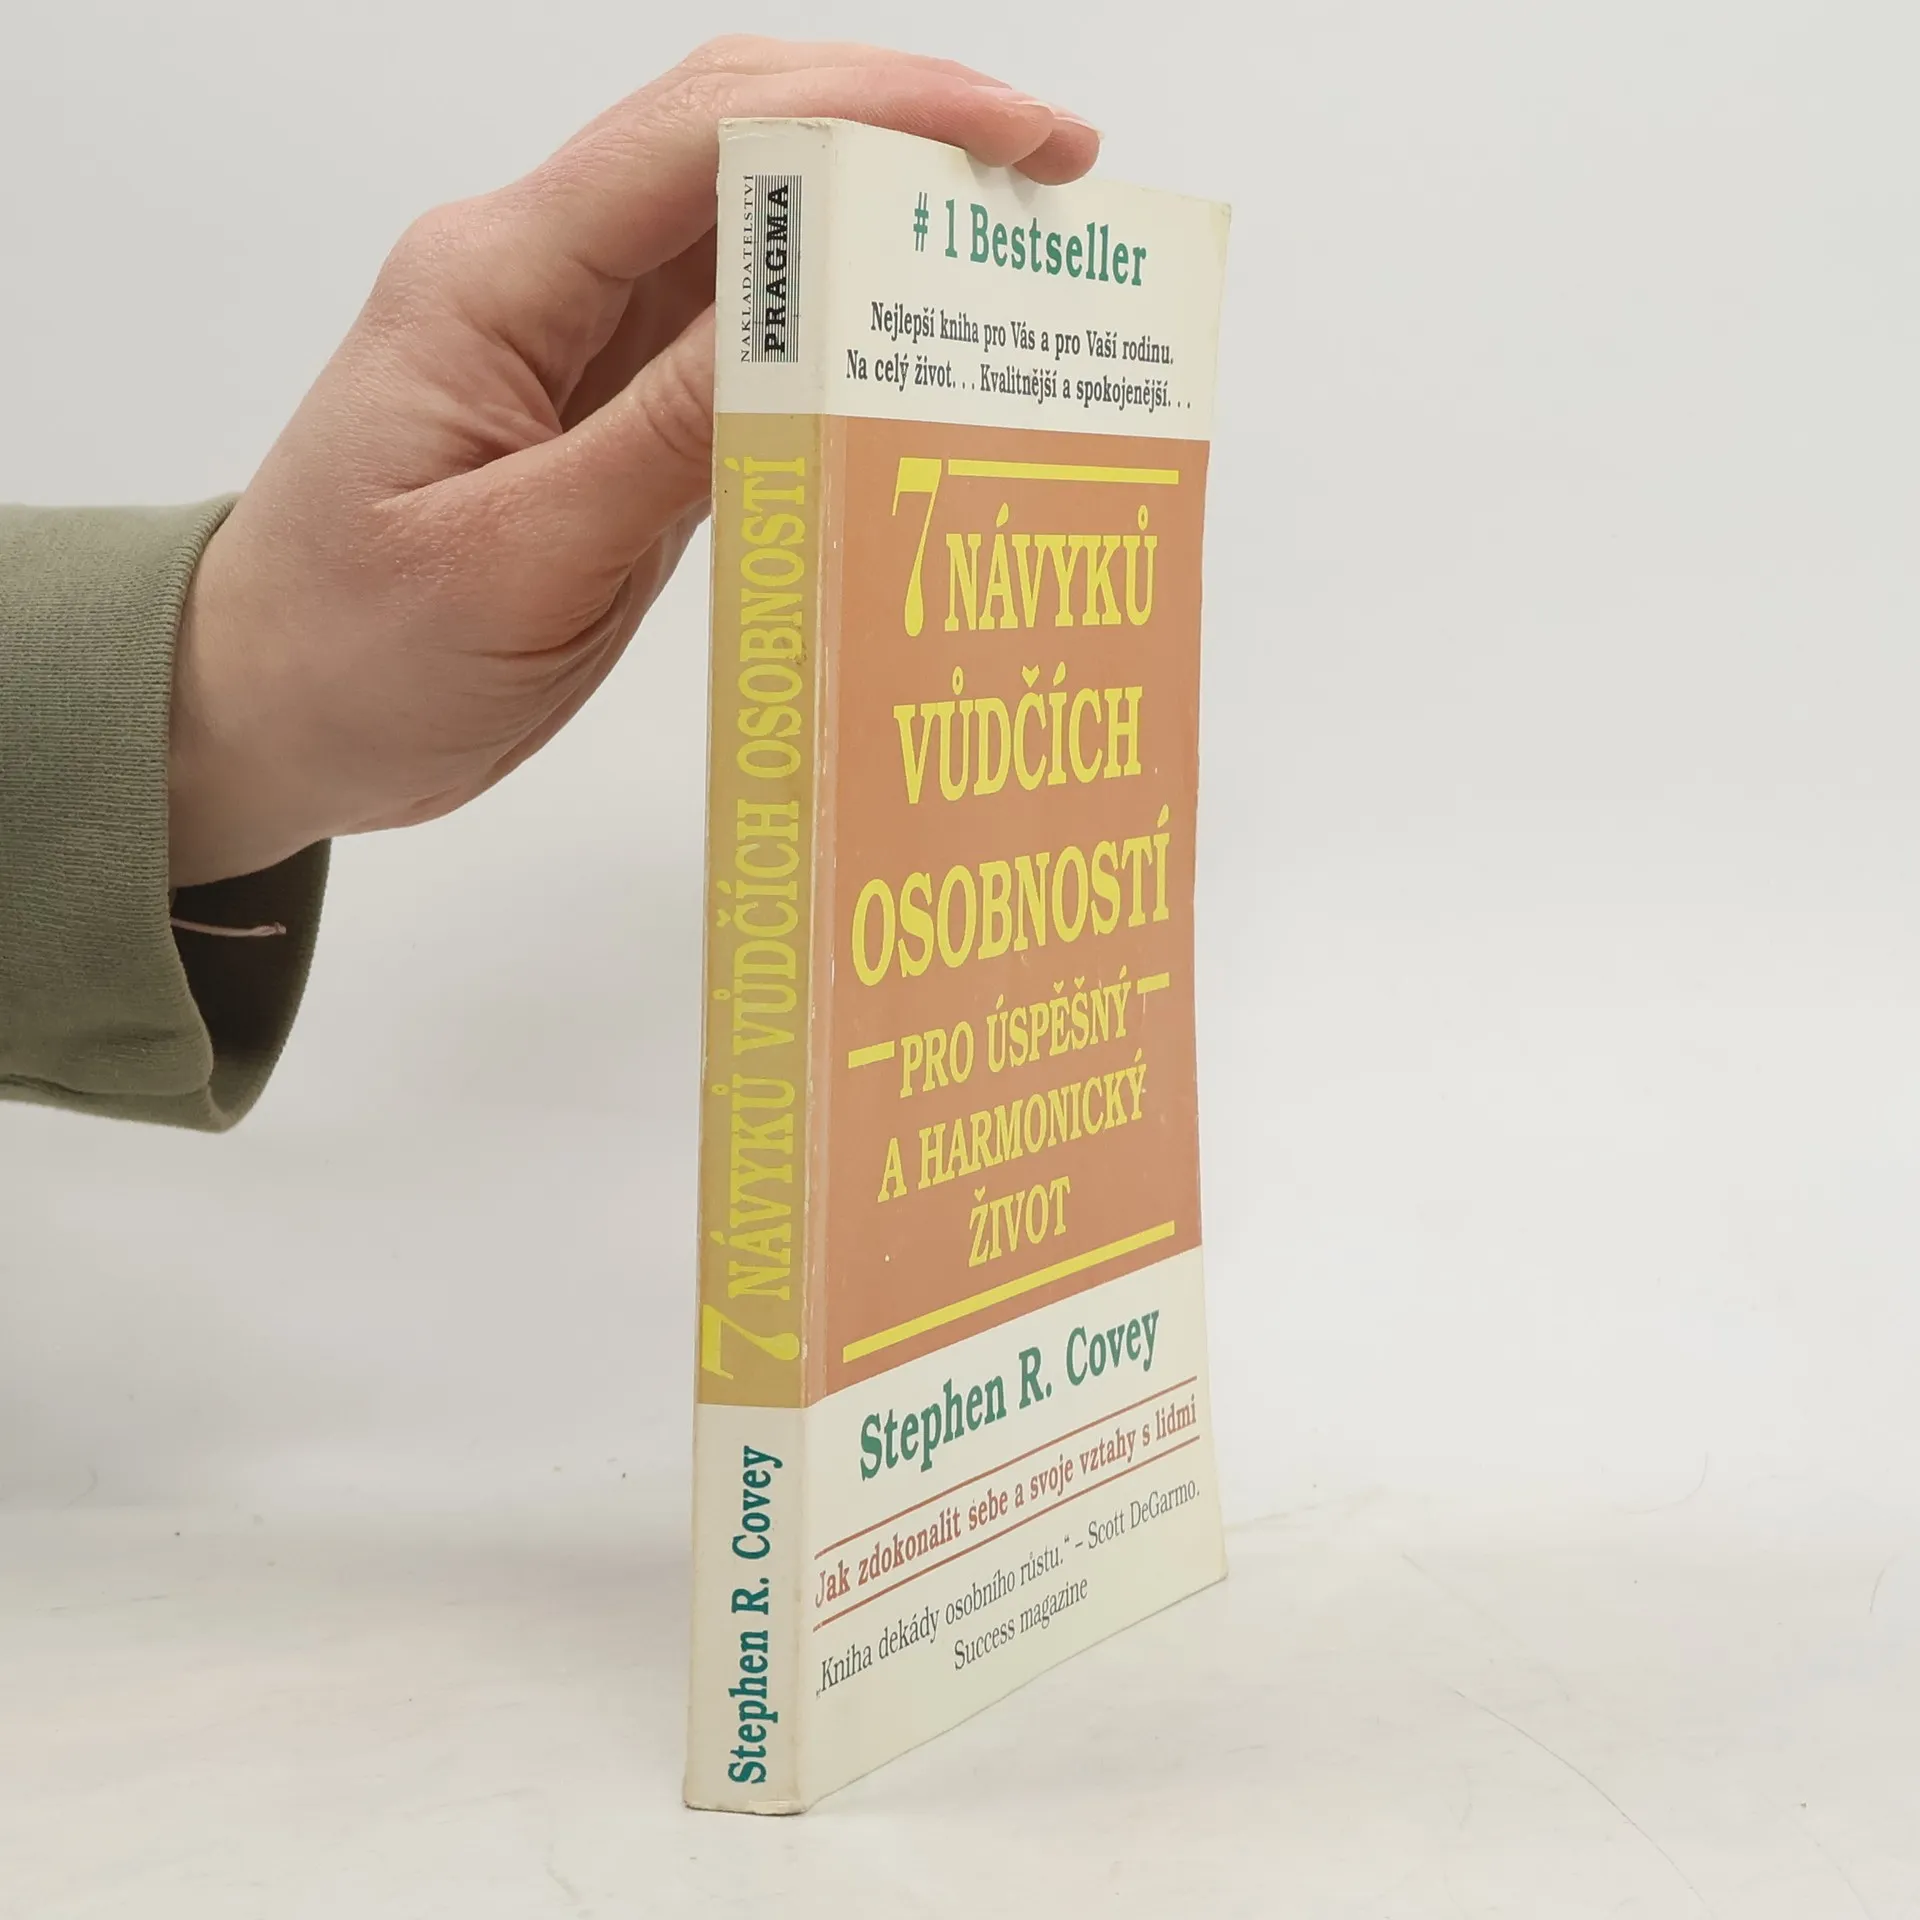 NAKLADATELSTVÍ
PRAGMA
7 NÁVYKŮ VŮDČÍCH OSOBNOSTÍ
Stephen R. Covey
# 1 Bestseller
Nejlepší kniha pro Vás a pro Vaší rodinu.
Na celý život. . . Kvalitnější a spokojenější. . .
7 NÁVYKŮ
VŮDČÍCH
OSOBNOSTÍ
PRO ÚSPĚŠNÝ
A HARMONICKÝ
ŽIVOT
Stephen R. Covey
Jak zdokonalit sebe a svoje vztahy s lidmi
„Kniha dekády osobního růstu.“ – Scott DeGarmo.
Success magazine